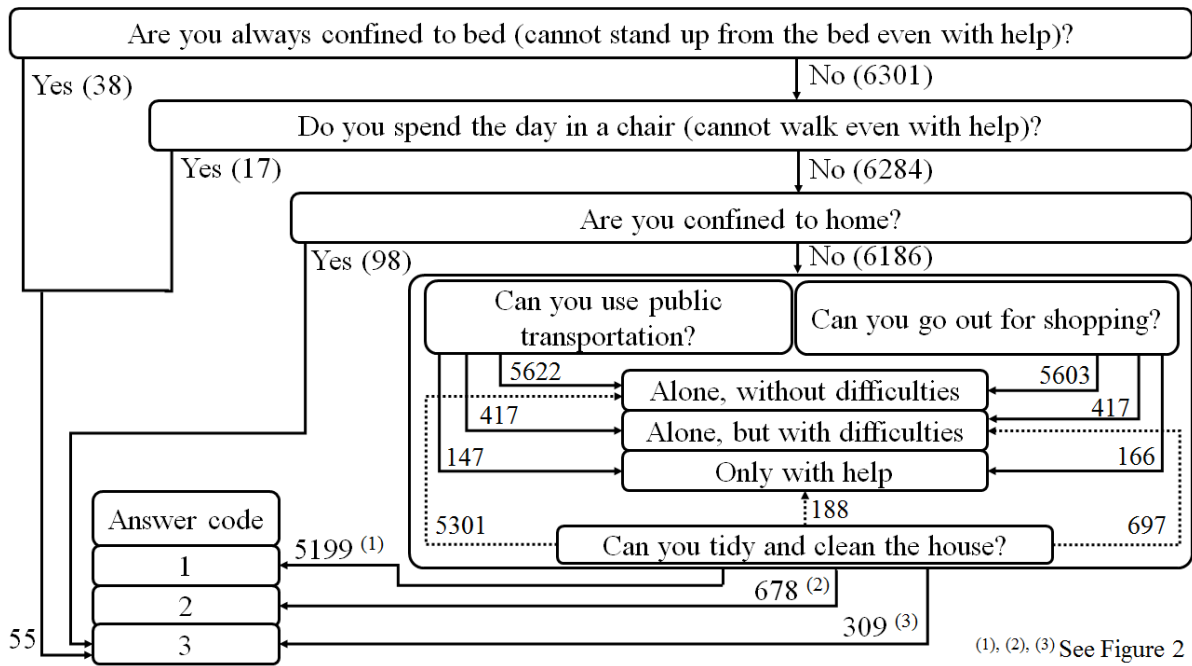 Are you always confined to bed (cannot stand up from the bed even with help)?
Yes (38)
No (6301)
Do you spend the day in a chair (cannot walk even with help)?
Yes (17)
No (6284)
Are you confined to home?
Yes (98)
No (6186)
Can you use public
transportation?
Can you go out for shopping?
5622
5603
Alone, without difficulties
417
417
Alone, but with difficulties
147
166
Only with help
188
5301
697
Can you tidy and clean the house?
Answer code
5199 (1)
1
678 (2)
2
309 (3)
3
55
(1), (2), (3) See Figure 2